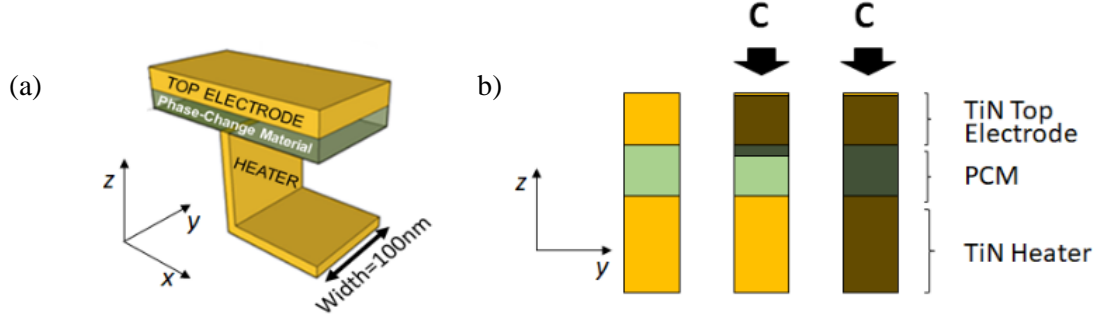 (a)
TOP ELECTRODE
Phase-Change Material
HEATER
z
y
x
Width=100nm
b)
C
C
z
y
TiN Top
Electrode
PCM
TiN Heater